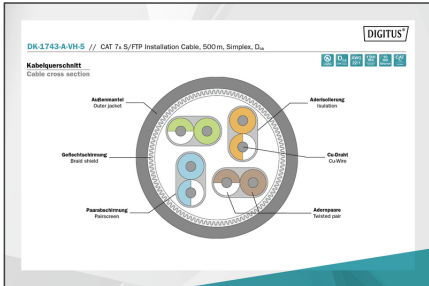 DIGITUS®
DK-1743-A-VH-5 // CAT 7A S/FTP Installation Cable, 500 m, Simplex, Dca
Kabelquerschnitt
Cable cross section
Außenmantel
Outer jacket
Aderisolierung
Insulation
Geflechtschirmung
Braid shield
Cu-Draht
Cu-Wire
Paarabschirmung
Pairscreen
Aderpaare
Twisted pair